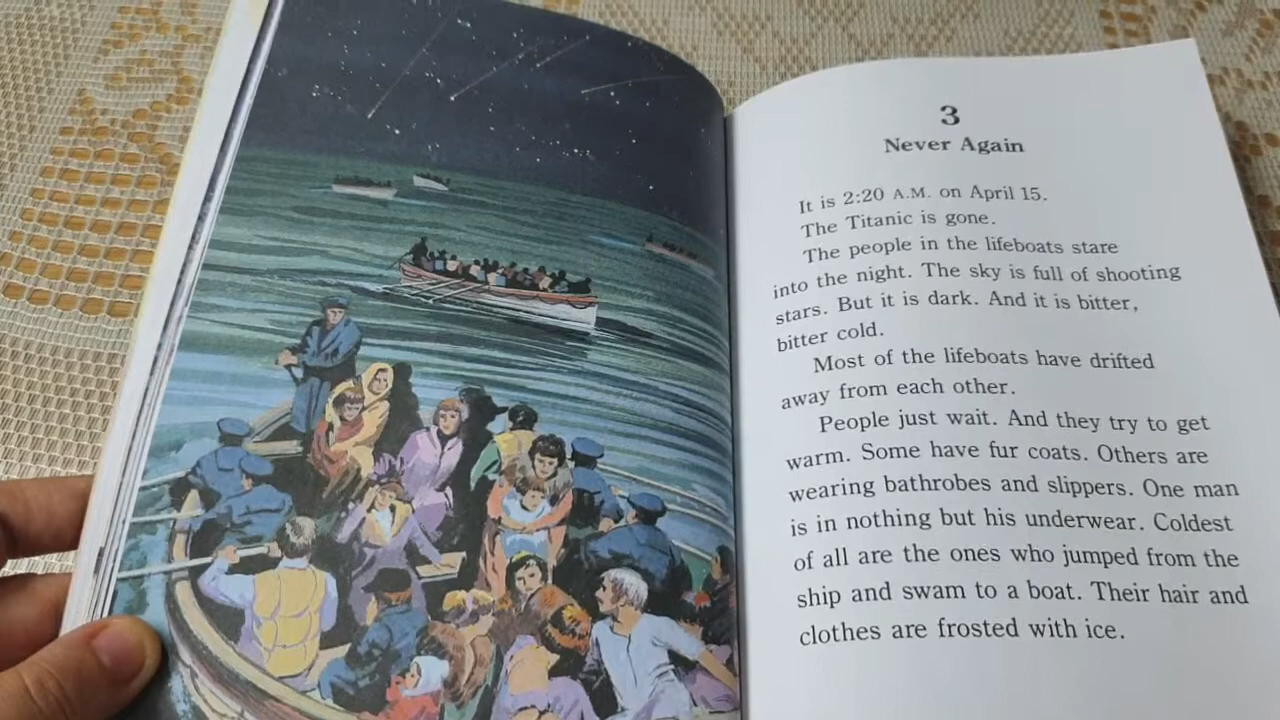 3
Never Again
It is 2:20 A.M. on April 15.
The Titanic is gone.
The people in the lifeboats stare
into the night. The sky is full of shooting
stars. But it is dark. And it is bitter,
bitter cold.
Most of the lifeboats have drifted
away from each other.
People just wait. And they try to get
warm. Some have fur coats. Others are
wearing bathrobes and slippers. One man
is in nothing but his underwear. Coldest
of all are the ones who jumped from the
ship and swam to a boat. Their hair and
clothes are frosted with ice.